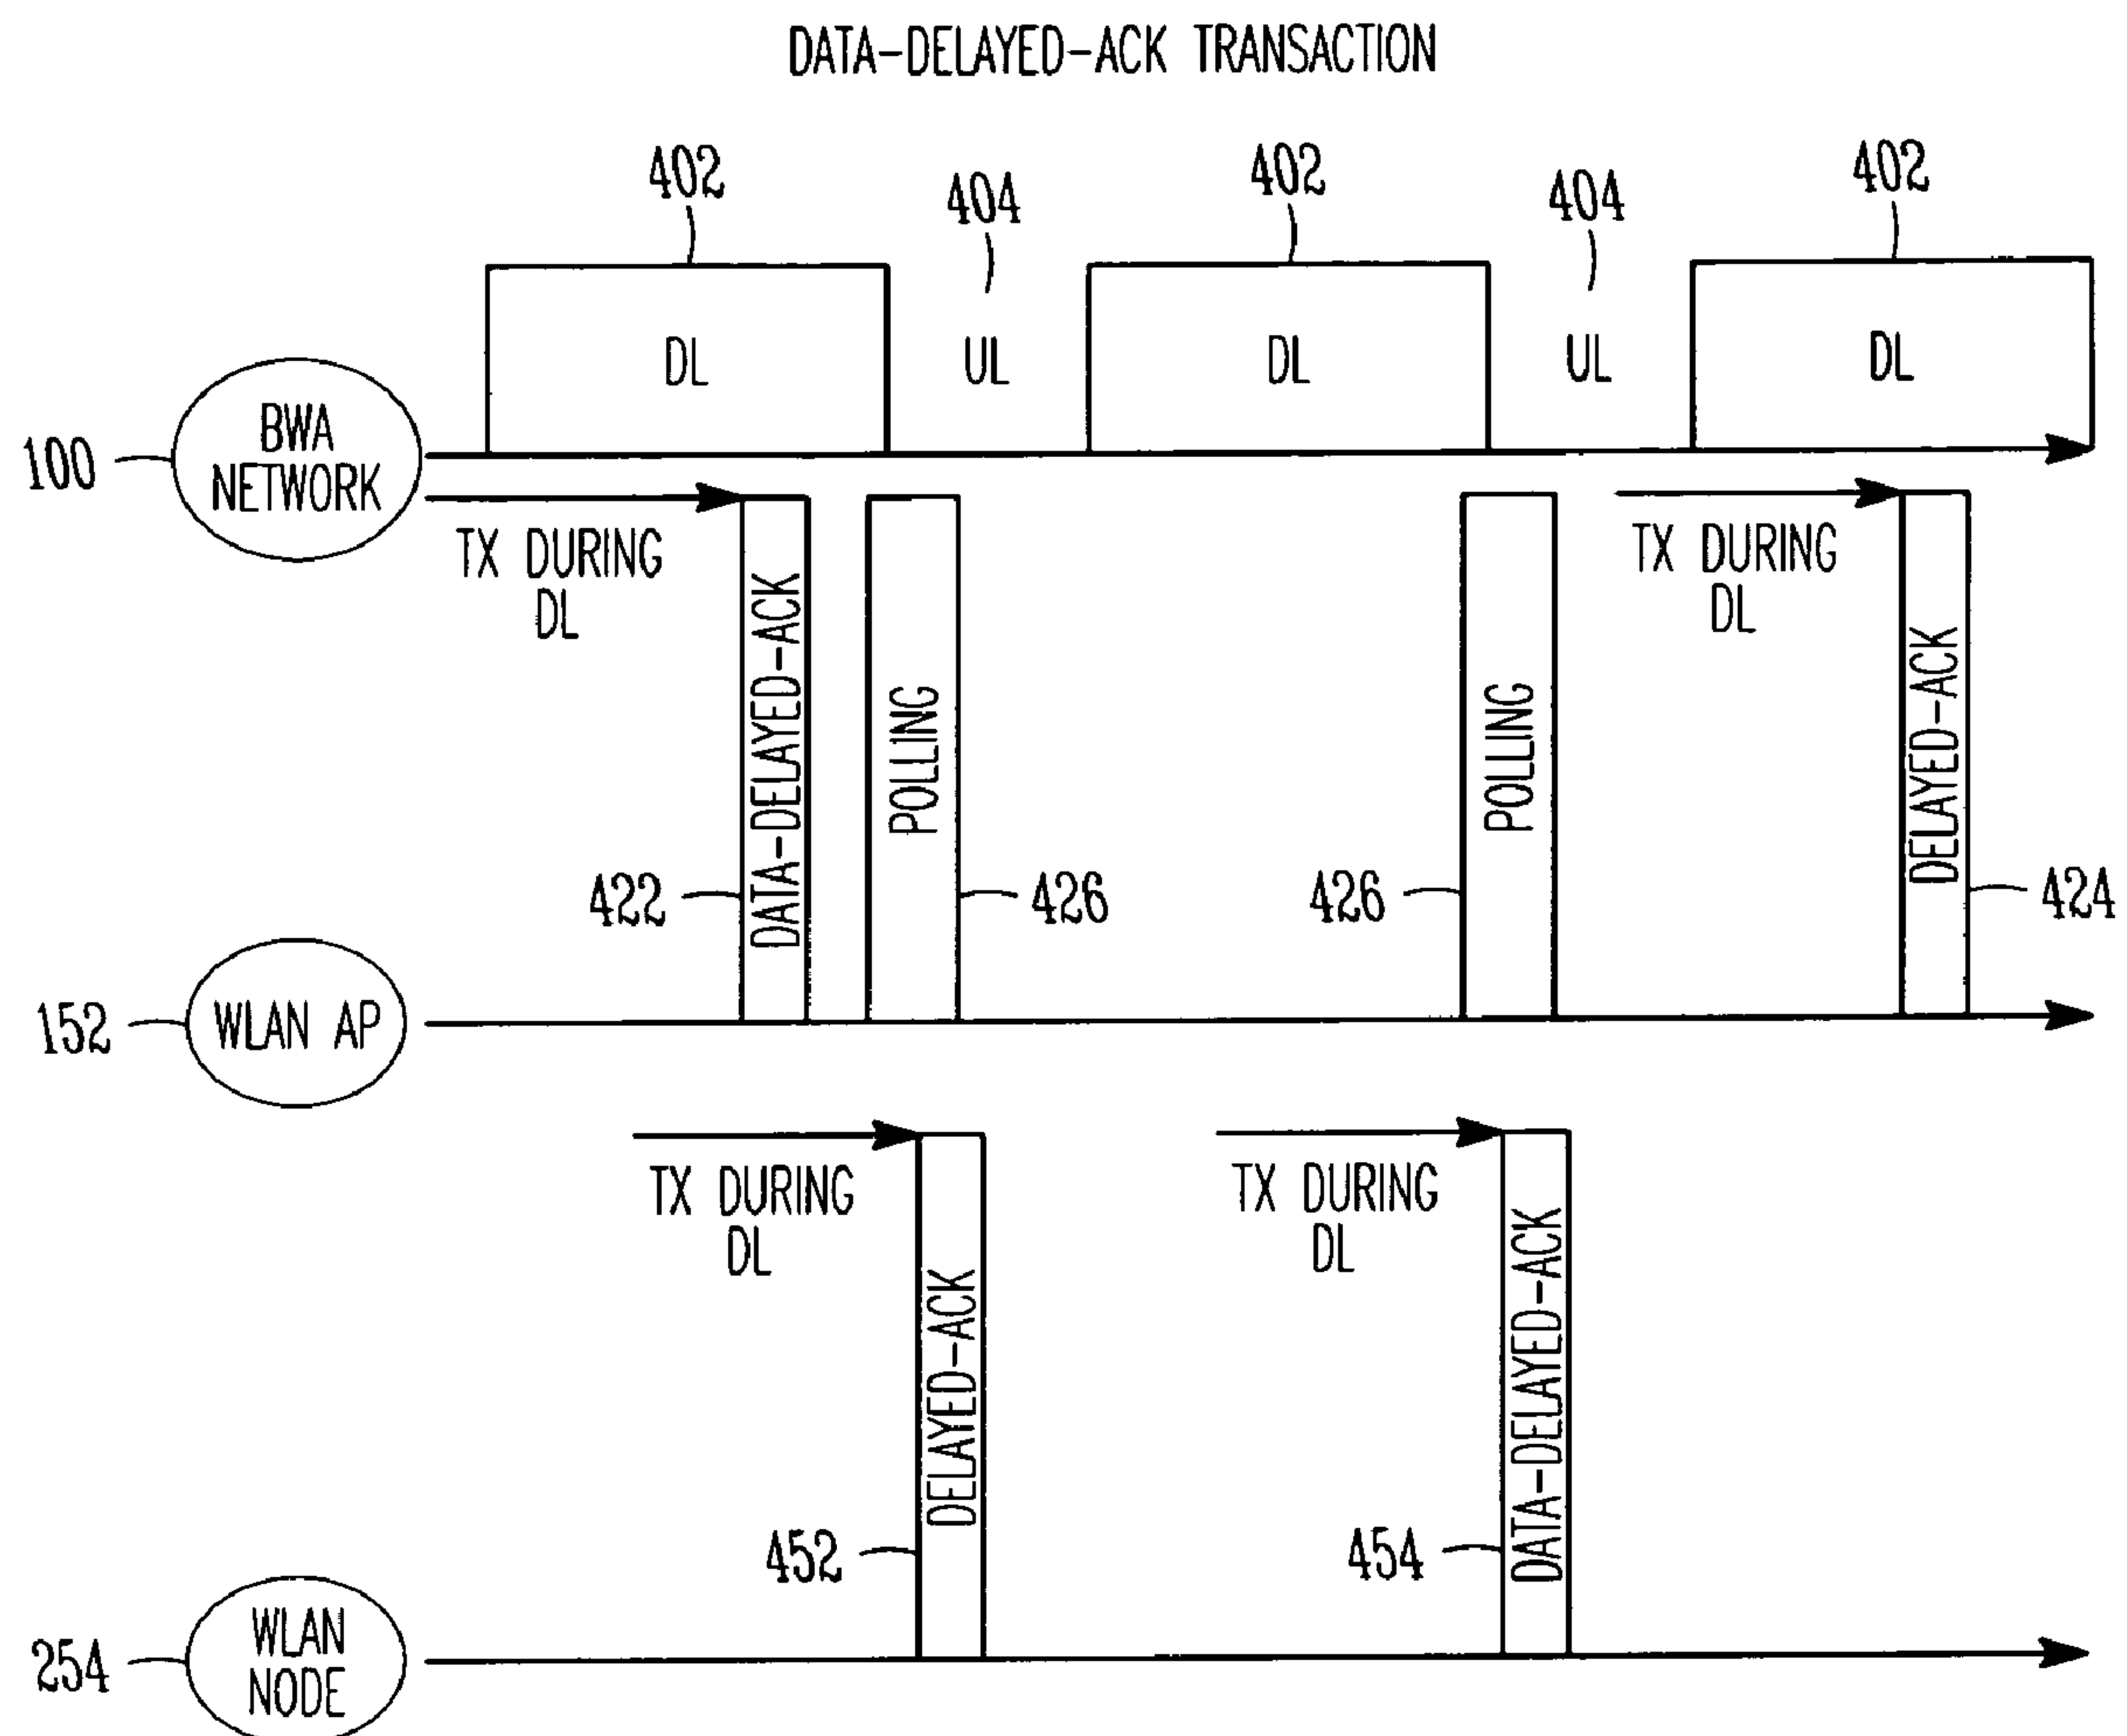 DATA-DELAYED-ACK TRANSACTION
402
404
402
404
402
DL
UL
DL
UL
DL
100
BWA
NETWORK
TX DURING
DL
TX DURING
DL
DATA-DELAYED-ACK
POLLING
POLLING
DELAYED-ACK
422
426
426
424
152
WLAN AP
TX DURING
DL
TX DURING
DL
DELAYED-ACK
DATA-DELAYED-ACK
452
454
254
WLAN
NODE